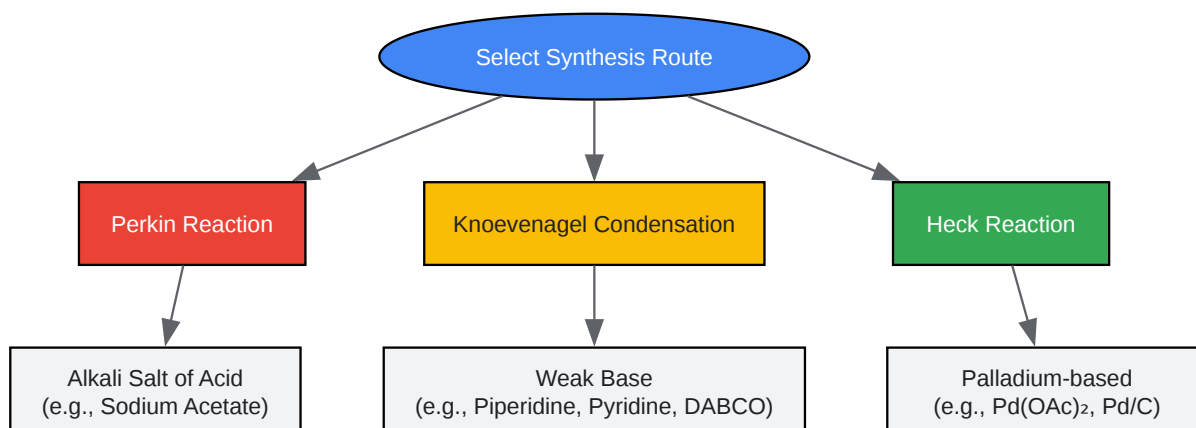 Select Synthesis Route
Perkin Reaction
Knoevenagel Condensation
Heck Reaction
Alkali Salt of Acid
(e.g., Sodium Acetate)
Weak Base
(e.g., Piperidine, Pyridine, DABCO)
Palladium-based
(e.g., Pd(OAc)₂, Pd/C)